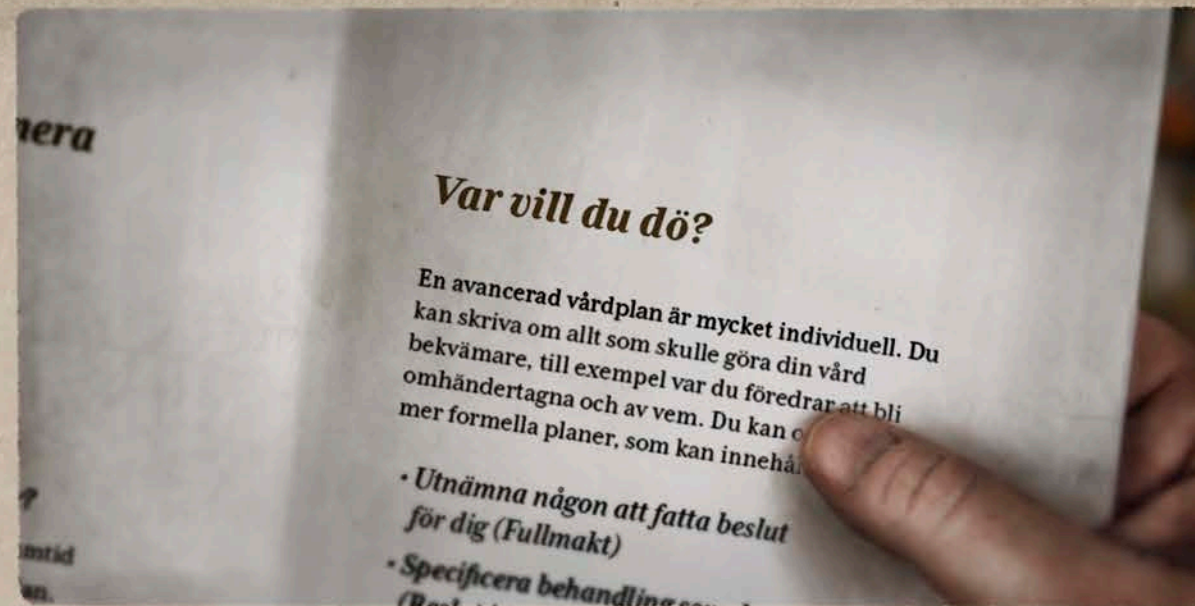 nera
?
mtid
an.
Var vill du dö?
En avancerad vårdplan är mycket individuell. Du
kan skriva om allt som skulle göra din vård
bekvämare, till exempel var du föredrar att bli
omhändertagna och av vem. Du kan
mer formella planer, som kan
• Utnämna någon att fatta beslut
för dig (Fullmakt)
• Specificera behandling